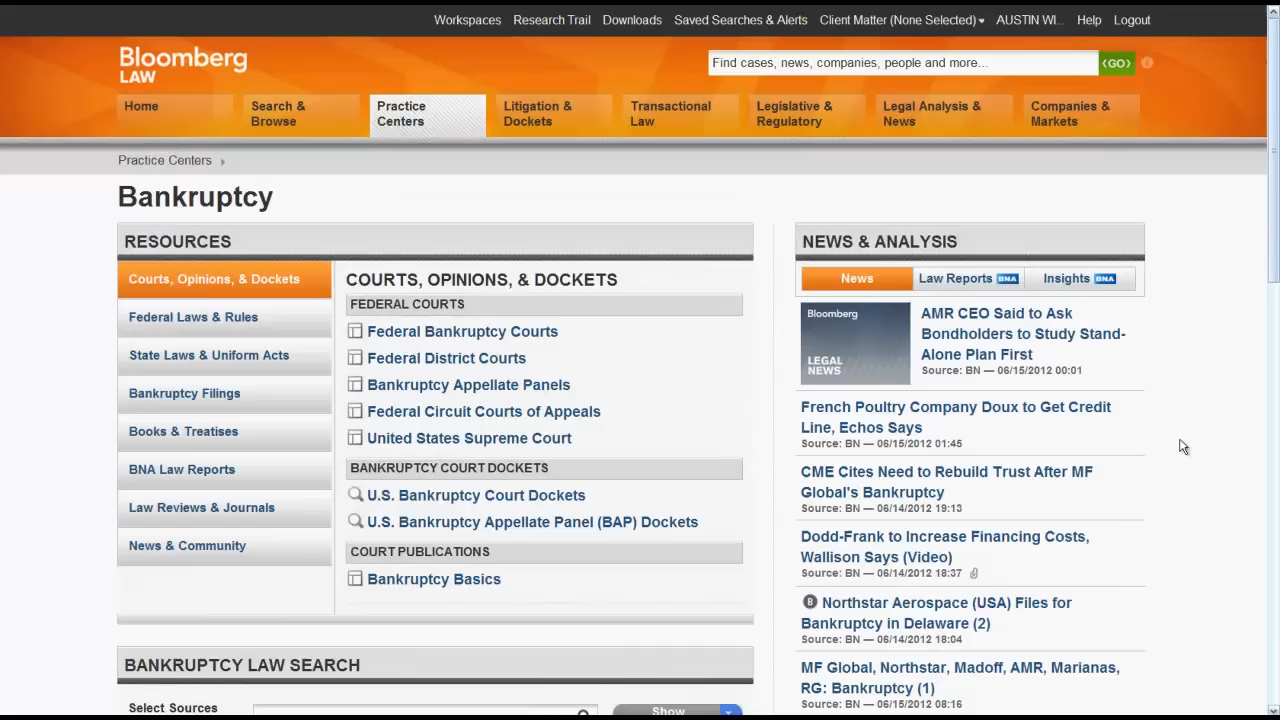 Workspaces Research Trail Downloads Saved Searches & Alerts Client Matter (None Selected) AUSTIN WI... Help Logout
Bloomberg
LAW
Find cases, news, companies, people and more... GO
Home
Search &
Browse
Practice
Centers
Litigation &
Dockets
Transactional
Law
Legislative &
Regulatory
Legal Analysis &
News
Companies &
Markets
Practice Centers
Bankruptcy
RESOURCES
Courts, Opinions, & Dockets
Federal Laws & Rules
State Laws & Uniform Acts
Bankruptcy Filings
Books & Treatises
BNA Law Reports
Law Reviews & Journals
News & Community
COURTS, OPINIONS, & DOCKETS
FEDERAL COURTS
Federal Bankruptcy Courts
Federal District Courts
Bankruptcy Appellate Panels
Federal Circuit Courts of Appeals
United States Supreme Court
BANKRUPTCY COURT DOCKETS
U.S. Bankruptcy Court Dockets
U.S. Bankruptcy Appellate Panel (BAP) Dockets
COURT PUBLICATIONS
Bankruptcy Basics
BANKRUPTCY LAW SEARCH
Select Sources
Show
NEWS & ANALYSIS
News Law Reports BNA Insights BNA
Bloomberg
LEGAL
NEWS
AMR CEO Said to Ask
Bondholders to Study Stand-
Alone Plan First
Source: BN — 06/15/2012 00:01
French Poultry Company Doux to Get Credit
Line, Echos Says
Source: BN — 06/15/2012 01:45
CME Cites Need to Rebuild Trust After MF
Global's Bankruptcy
Source: BN — 06/14/2012 19:13
Dodd-Frank to Increase Financing Costs,
Wallison Says (Video)
Source: BN — 06/14/2012 18:37
B Northstar Aerospace (USA) Files for
Bankruptcy in Delaware (2)
Source: BN — 06/14/2012 18:04
MF Global, Northstar, Madoff, AMR, Marianas,
RG: Bankruptcy (1)
Source: BN — 06/15/2012 08:16